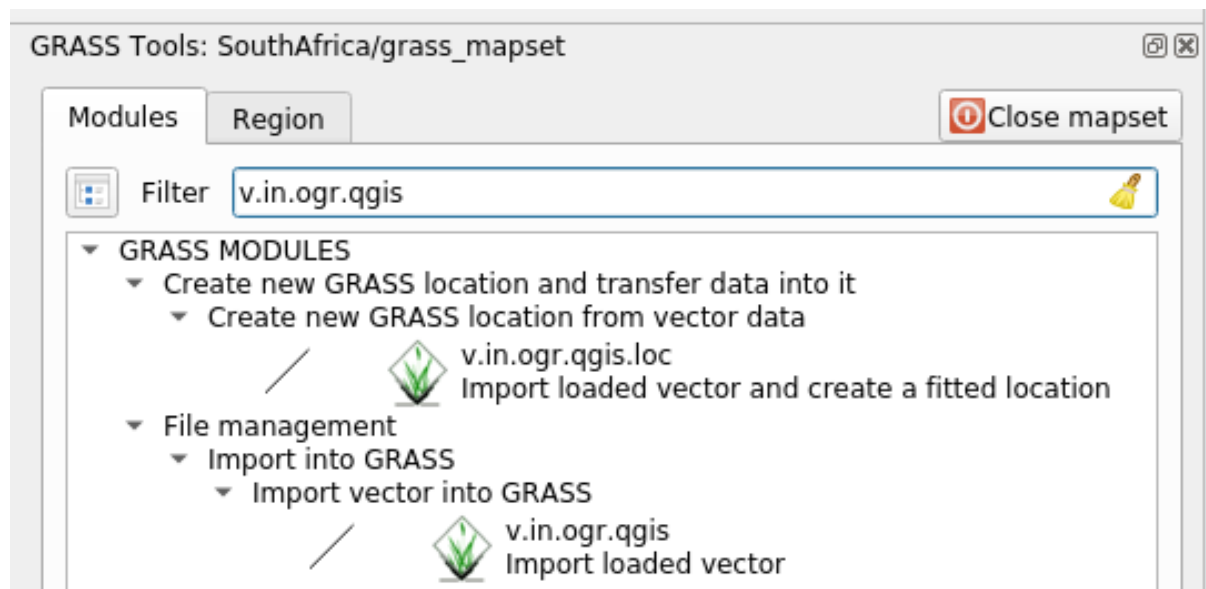 GRASS Tools: SouthAfrica/grass_mapset
Modules
Region
Close mapset
Filter
v.in.ogr.qgis
GRASS MODULES
Create new GRASS location and transfer data into it
Create new GRASS location from vector data
v.in.ogr.qgis.loc
Import loaded vector and create a fitted location
File management
Import into GRASS
Import vector into GRASS
v.in.ogr.qgis
Import loaded vector